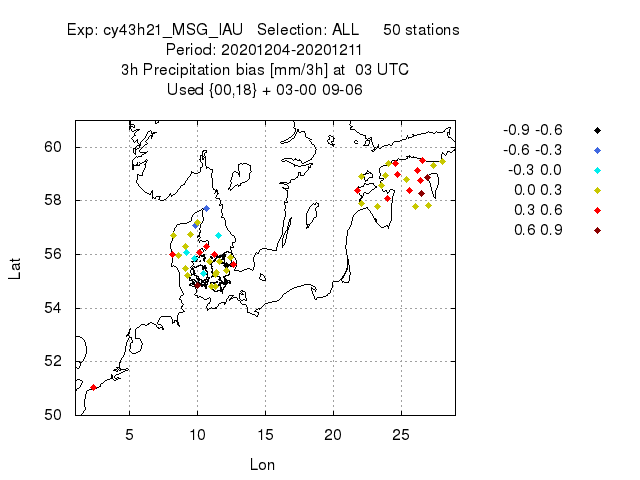 Exp: cy43h21_MSG_IAU   Selection: ALL     50 stations
Period: 20201204-20201211
3h Precipitation bias [mm/3h] at  03 UTC
Used {00,18} + 03-00 09-06
-0.9 -0.6
-0.6 -0.3
-0.3 0.0
0.0 0.3
0.3 0.6
0.6 0.9
60
58
56
54
52
50
Lat
5 10 15 20 25
Lon